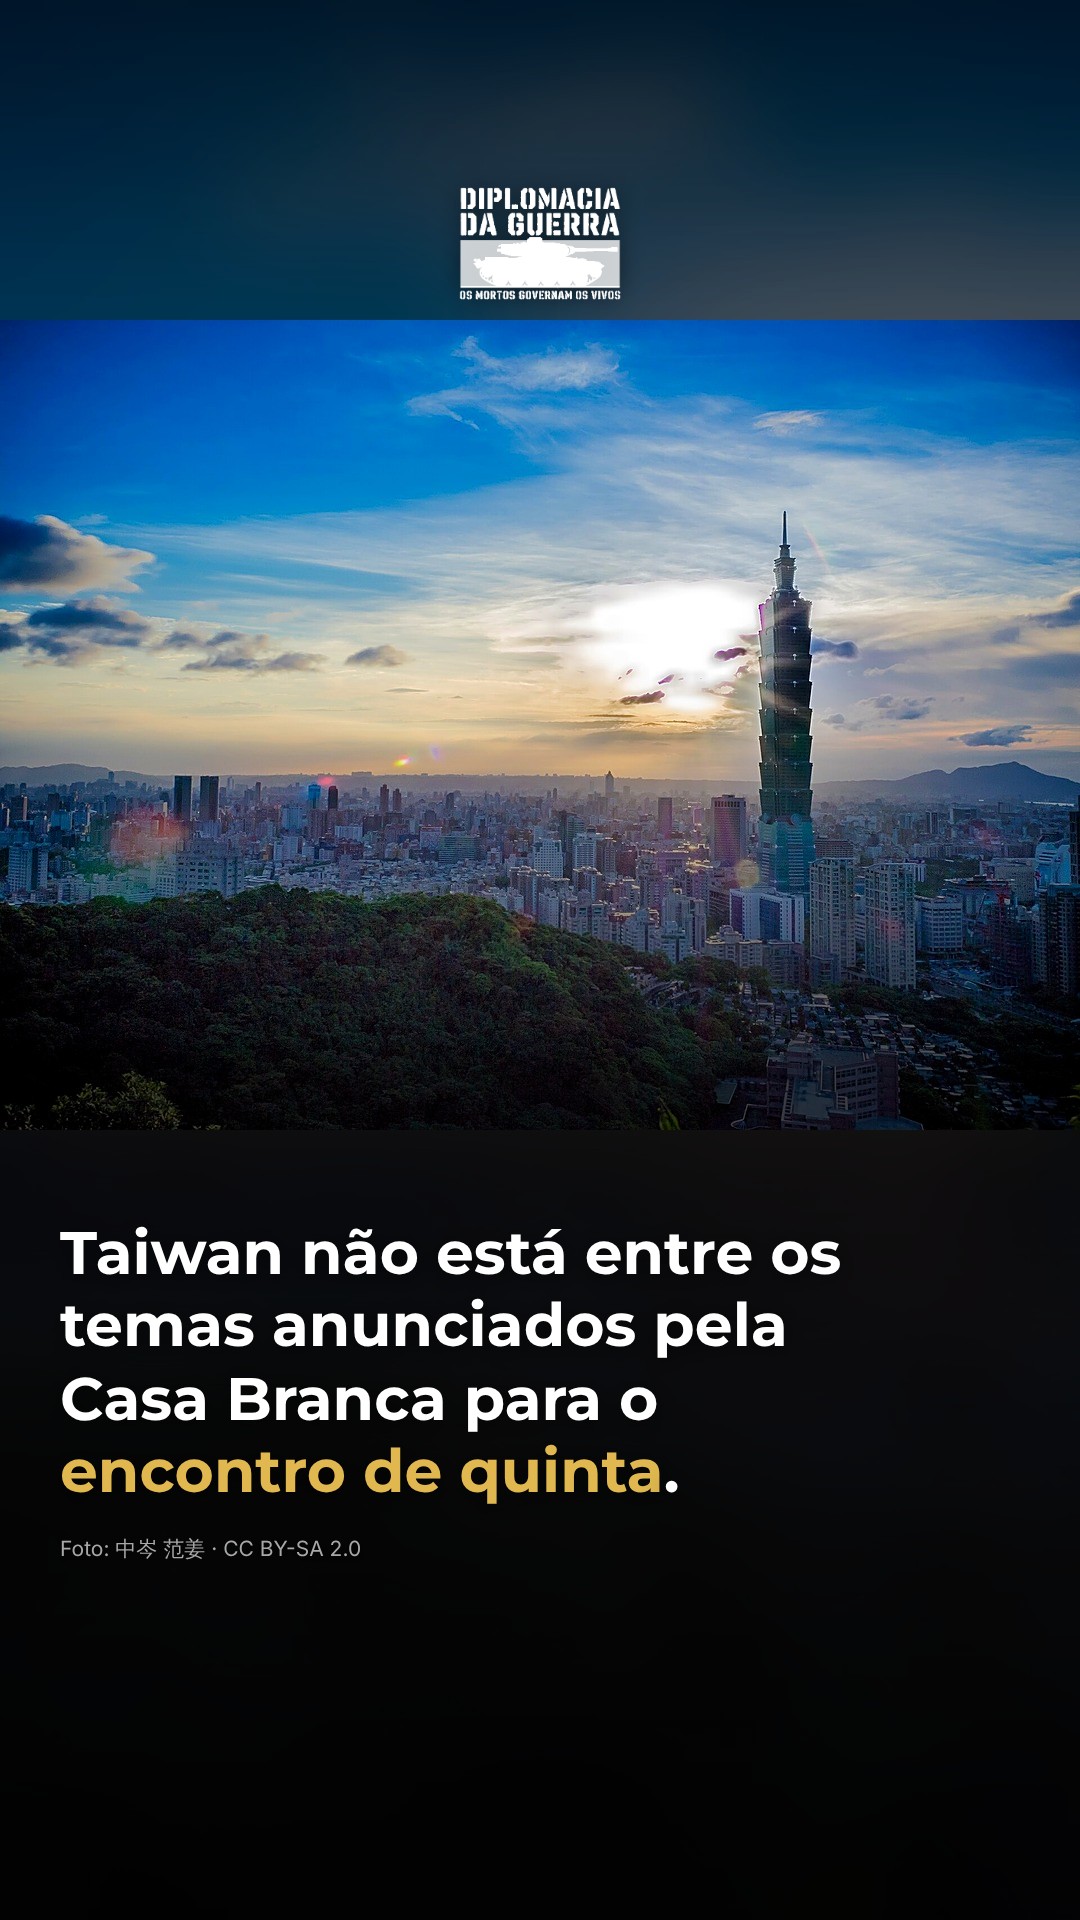 DIPLOMACIA
DA GUERRA
OS MORTOS GOVERNAM OS VIVOS
Taiwan não está entre os
temas anunciados pela
Casa Branca para o
encontro de quinta.
Foto: 中岑 范姜 · CC BY-SA 2.0